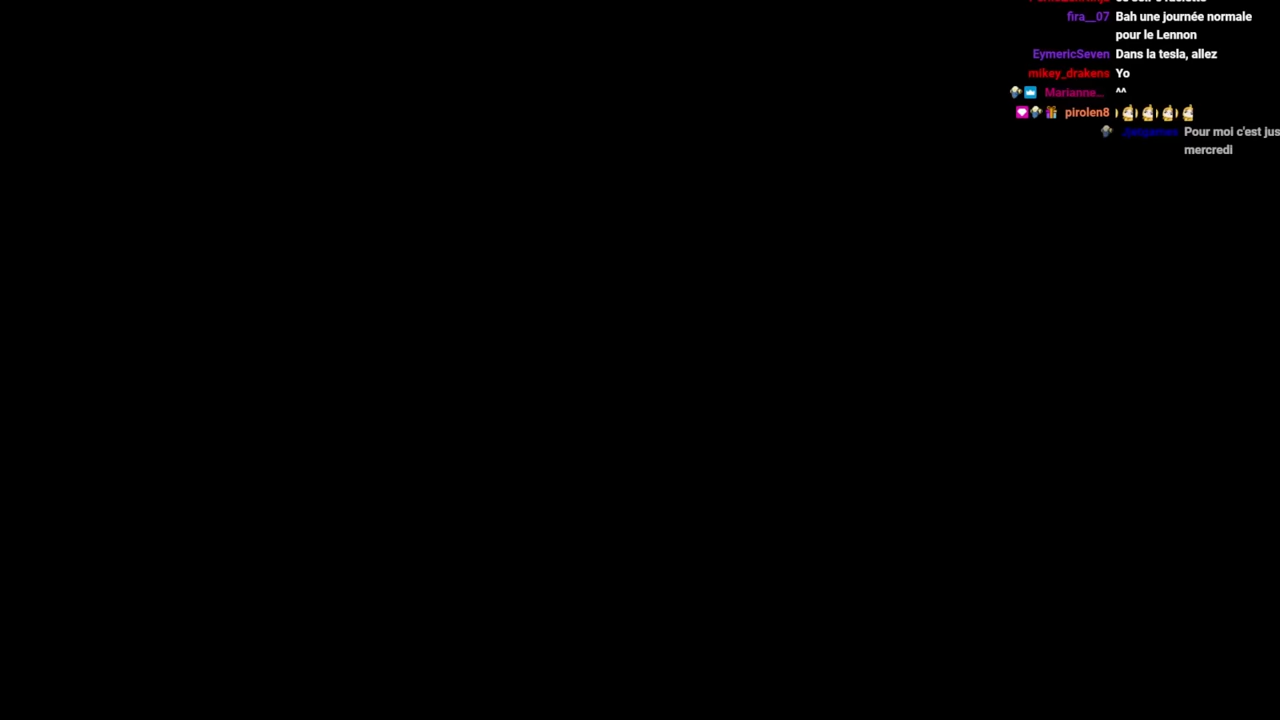 fira__07 Bah une journée normale
pour le Lennon
EymericSeven Dans la tesla, allez
mikey_drakens Yo
Marianne... ^^
pirolen8
Pour moi c'est jus
mercredi